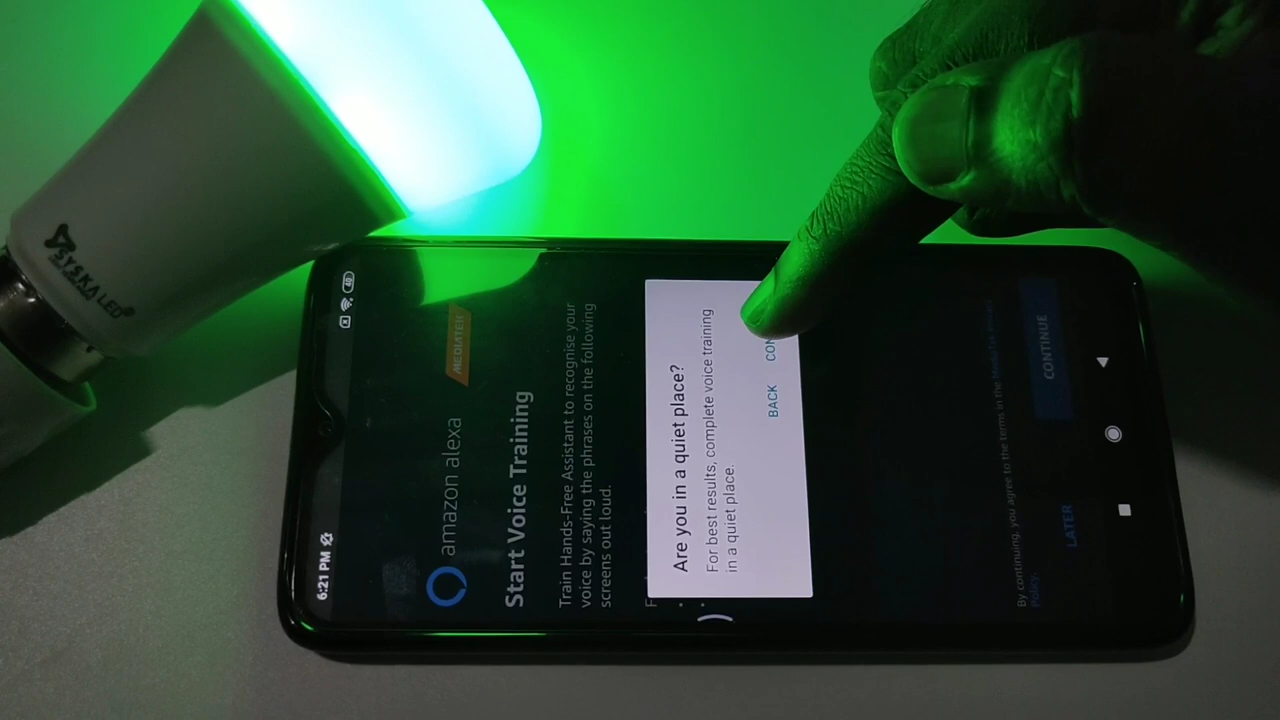 SYSKA LED
6:21 PM
40
amazon alexa
MEDIATEK
Start Voice Training
Train Hands-Free Assistant to recognise your
voice by saying the phrases on the following
screens out loud.
F
Are you in a quiet place?
For best results, complete voice training
in a quiet place.
BACK CON
By continuing, you agree to the terms in the
Policy.
LATER CONTINUE